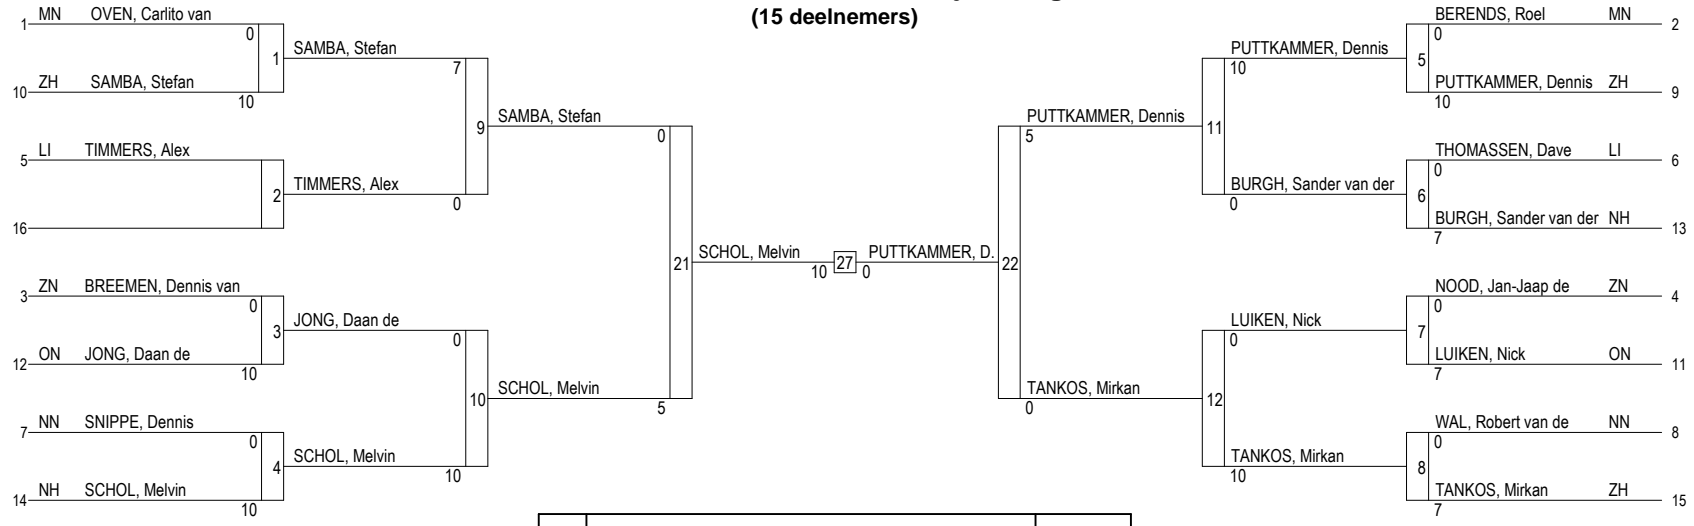 (15 deelnemers)
1 MN OVEN, Carlito van
0
1
SAMBA, Stefan
7
10 ZH SAMBA, Stefan
10
9
SAMBA, Stefan
0
5 LI TIMMERS, Alex
2
TIMMERS, Alex
0
16
21
SCHOL, Melvin
10
27
0
PUTTKAMMER, D.
22
3 ZN BREEMEN, Dennis van
0
3
JONG, Daan de
0
12 ON JONG, Daan de
10
10
SCHOL, Melvin
5
7 NN SNIPPE, Dennis
0
4
SCHOL, Melvin
10
14 NH SCHOL, Melvin
10
BERENDS, Roel MN 2
0
5
PUTTKAMMER, Dennis
10
PUTTKAMMER, Dennis ZH 9
10
11
PUTTKAMMER, Dennis
5
THOMASSEN, Dave LI 6
0
6
BURGH, Sander van der
0
BURGH, Sander van der NH 13
7
NOOD, Jan-Jaap de ZN 4
0
7
LUIKEN, Nick
0
LUIKEN, Nick ON 11
7
12
TANKOS, Mirkan
0
WAL, Robert van de NN 8
0
8
TANKOS, Mirkan
10
TANKOS, Mirkan ZH 15
7